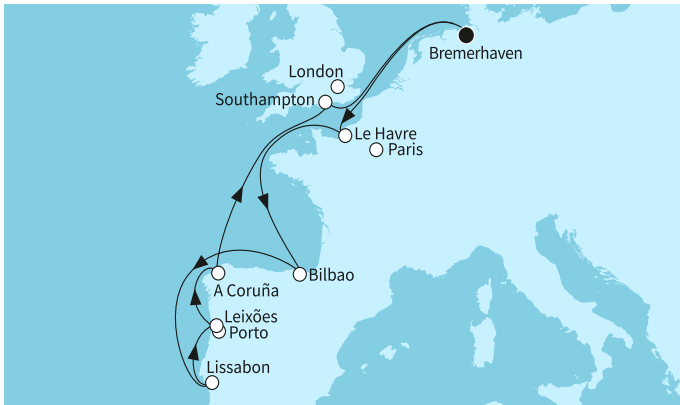 Bremerhaven
London
Southampton
Le Havre
Paris
Bilbao
A Coruña
Leixões
Porto
Lissabon